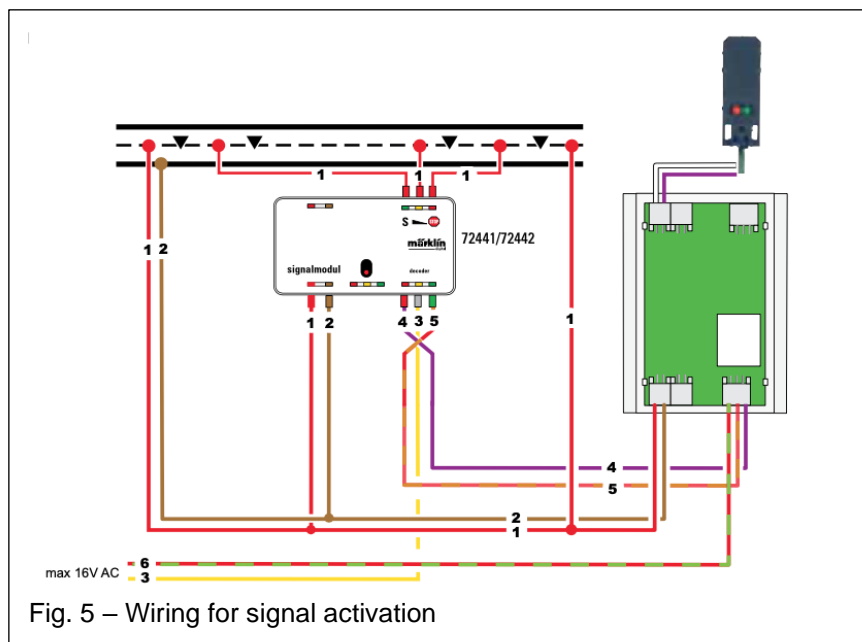 1 1 1
S STOP
märklin
72441/72442
1 2
signalmodul
decoder
1 2 4 3 5
1
4
5
2
1
6
max 16V AC
3
Fig. 5 – Wiring for signal activation